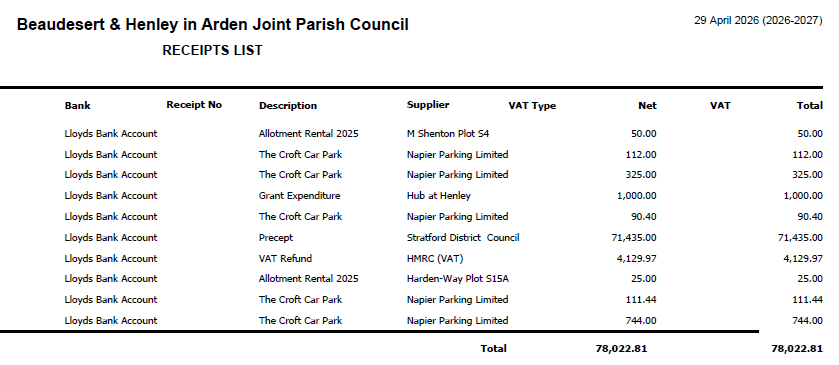 Beaudesert & Henley in Arden Joint Parish Council 29 April 2026 (2026-2027)
RECEIPTS LIST
Bank Receipt No Description Supplier VAT Type Net VAT Total
Lloyds Bank Account Allotment Rental 2025 M Shenton Plot S4 50.00 50.00
Lloyds Bank Account The Croft Car Park Napier Parking Limited 112.00 112.00
Lloyds Bank Account The Croft Car Park Napier Parking Limited 325.00 325.00
Lloyds Bank Account Grant Expenditure Hub at Henley 1,000.00 1,000.00
Lloyds Bank Account The Croft Car Park Napier Parking Limited 90.40 90.40
Lloyds Bank Account Precept Stratford District Council 71,435.00 71,435.00
Lloyds Bank Account VAT Refund HMRC (VAT) 4,129.97 4,129.97
Lloyds Bank Account Allotment Rental 2025 Harden-Way Plot S15A 25.00 25.00
Lloyds Bank Account The Croft Car Park Napier Parking Limited 111.44 111.44
Lloyds Bank Account The Croft Car Park Napier Parking Limited 744.00 744.00
Total 78,022.81 78,022.81